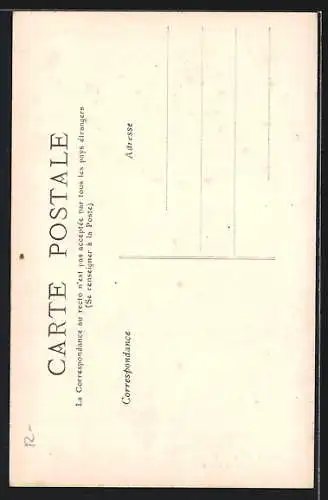 CARTE POSTALE
La Correspondance au recto n'est pas acceptée par tous les pays étrangers
(Se renseigner à la Poste)
Correspondance
Adresse
12-